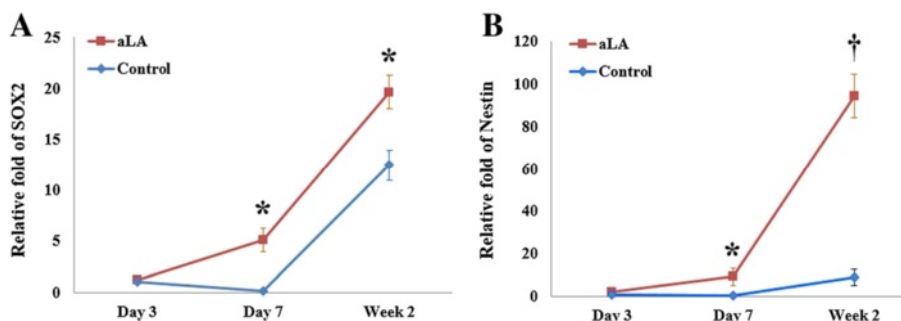 A
aLA
Control
Relative fold of SOX2
25
20
15
10
5
0
*
*
Day 3
Day 7
Week 2
B
aLA
Control
Relative fold of Nestin
120
100
80
60
40
20
0
*
†
Day 3
Day 7
Week 2